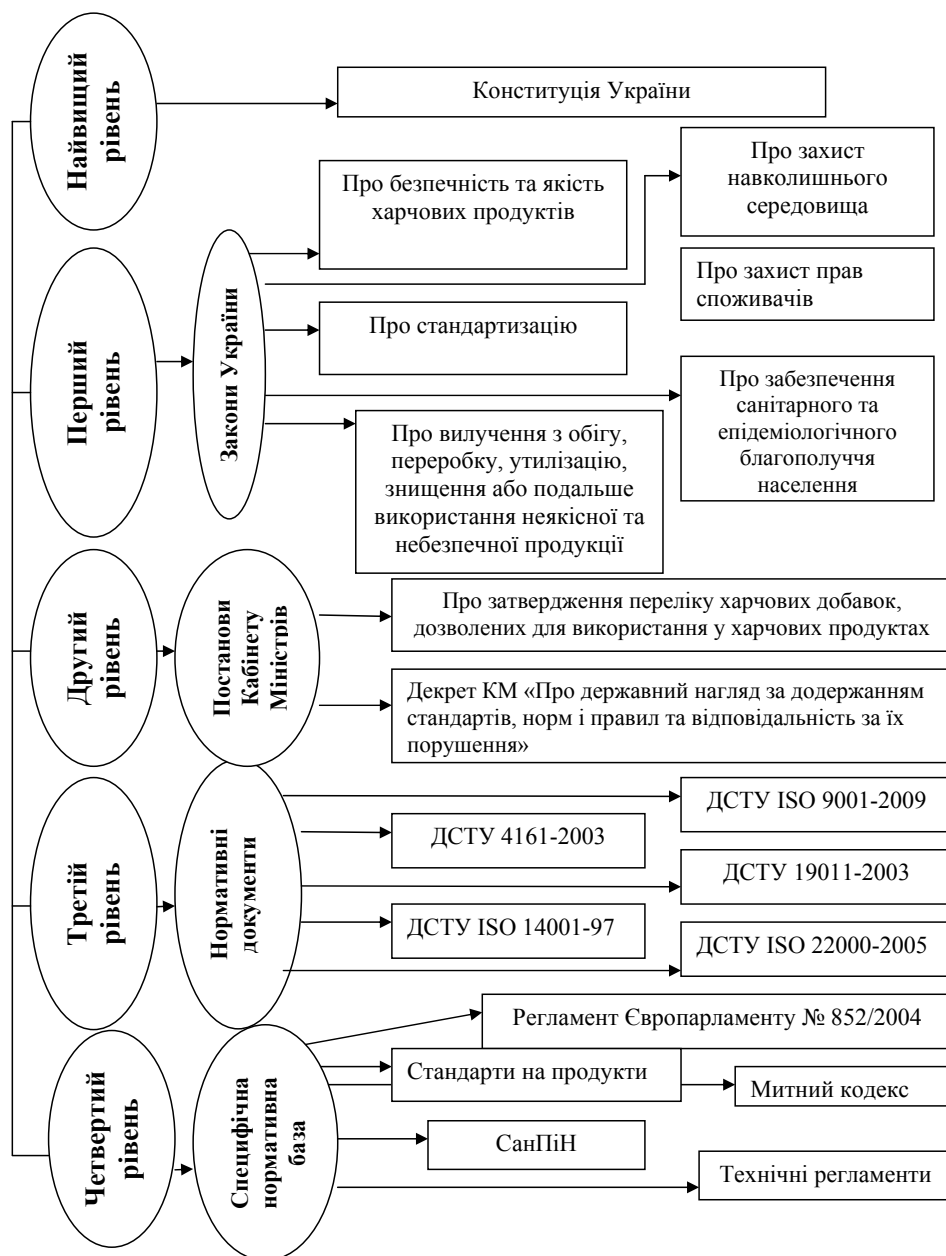 Найвищий
рівень
Конституція України
Перший
рівень
Закони України
Про безпечність та якість
харчових продуктів
Про захист
навколишнього
середовища
Про захист прав
споживачів
Про стандартизацію
Про забезпечення
санітарного та
епідеміологічного
благополуччя
населення
Про вилучення з обігу,
переробку, утилізацію,
знищення або подальше
використання неякісної та
небезпечної продукції
Другий
рівень
Постанови
Кабінету
Міністрів
Про затвердження переліку харчових добавок,
дозволених для використання у харчових продуктах
Декрет КМ «Про державний нагляд за додержанням
стандартів, норм і правил та відповідальність за їх
порушення»
Третій
рівень
Нормативні
документи
ДСТУ ISO 9001-2009
ДСТУ 4161-2003
ДСТУ 19011-2003
ДСТУ ISO 14001-97
ДСТУ ISO 22000-2005
Четвертий
рівень
Специфічна
нормативна
база
Регламент Європарламенту № 852/2004
Стандарти на продукти
Митний кодекс
СанПіН
Технічні регламенти